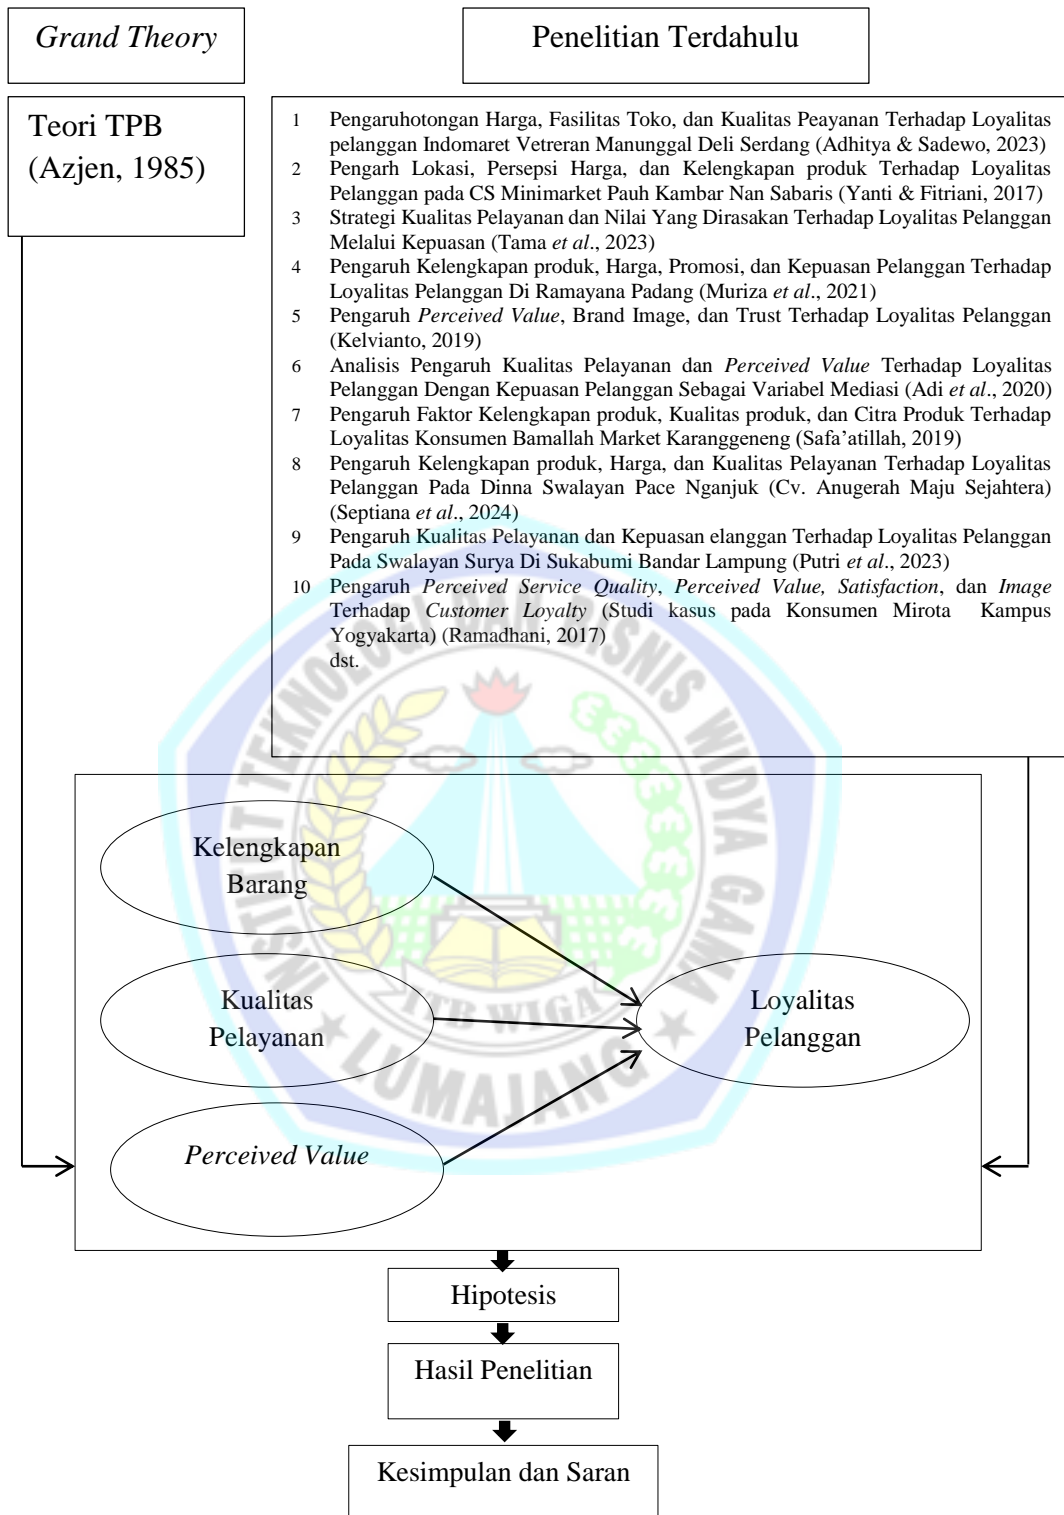 Grand Theory
Penelitian Terdahulu
Teori TPB
(Azjen, 1985)
1 Pengaruhotongan Harga, Fasilitas Toko, dan Kualitas Peayanan Terhadap Loyalitas
pelanggan Indomaret Vetreran Manunggal Deli Serdang (Adhitya & Sadewo, 2023)
2 Pengarh Lokasi, Persepsi Harga, dan Kelengkapan produk Terhadap Loyalitas
Pelanggan pada CS Minimarket Pauh Kambar Nan Sabaris (Yanti & Fitriani, 2017)
3 Strategi Kualitas Pelayanan dan Nilai Yang Dirasakan Terhadap Loyalitas Pelanggan
Melalui Kepuasan (Tama et al., 2023)
4 Pengaruh Kelengkapan produk, Harga, Promosi, dan Kepuasan Pelanggan Terhadap
Loyalitas Pelanggan Di Ramayana Padang (Muriza et al., 2021)
5 Pengaruh Perceived Value, Brand Image, dan Trust Terhadap Loyalitas Pelanggan
(Kelvianto, 2019)
6 Analisis Pengaruh Kualitas Pelayanan dan Perceived Value Terhadap Loyalitas
Pelanggan Dengan Kepuasan Pelanggan Sebagai Variabel Mediasi (Adi et al., 2020)
7 Pengaruh Faktor Kelengkapan produk, Kualitas produk, dan Citra Produk Terhadap
Loyalitas Konsumen Bamallah Market Karanggeneng (Safa’atillah, 2019)
8 Pengaruh Kelengkapan produk, Harga, dan Kualitas Pelayanan Terhadap Loyalitas
Pelanggan Pada Dinna Swalayan Pace Nganjuk (Cv. Anugerah Maju Sejahtera)
(Septiana et al., 2024)
9 Pengaruh Kualitas Pelayanan dan Kepuasan elanggan Terhadap Loyalitas Pelanggan
Pada Swalayan Surya Di Sukabumi Bandar Lampung (Putri et al., 2023)
10 Pengaruh Perceived Service Quality, Perceived Value, Satisfaction, dan Image
Terhadap Customer Loyalty (Studi kasus pada Konsumen Mirota Kampus
Yogyakarta) (Ramadhani, 2017)
dst.
INSTITUT TEKNOLOGI DAN BISNIS WIDYA GAMA
Kelengkapan
Barang
Kualitas
Pelayanan
Loyalitas
Pelanggan
ITB WIGA
LUMAJANG
Perceived Value
Hipotesis
Hasil Penelitian
Kesimpulan dan Saran